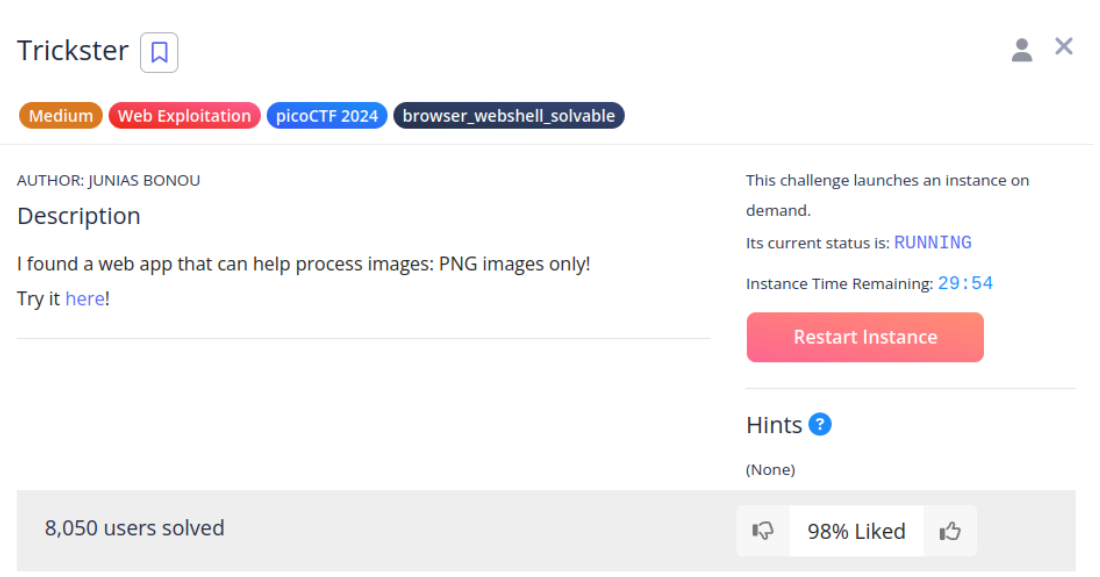 Trickster
Medium Web Exploitation picoCTF 2024 browser_webshell_solvable
AUTHOR: JUNIAS BONOU
Description
I found a web app that can help process images: PNG images only!
Try it here!
This challenge launches an instance on
demand.
Its current status is: RUNNING
Instance Time Remaining: 29:54
Restart Instance
Hints ?
(None)
8,050 users solved
98% Liked